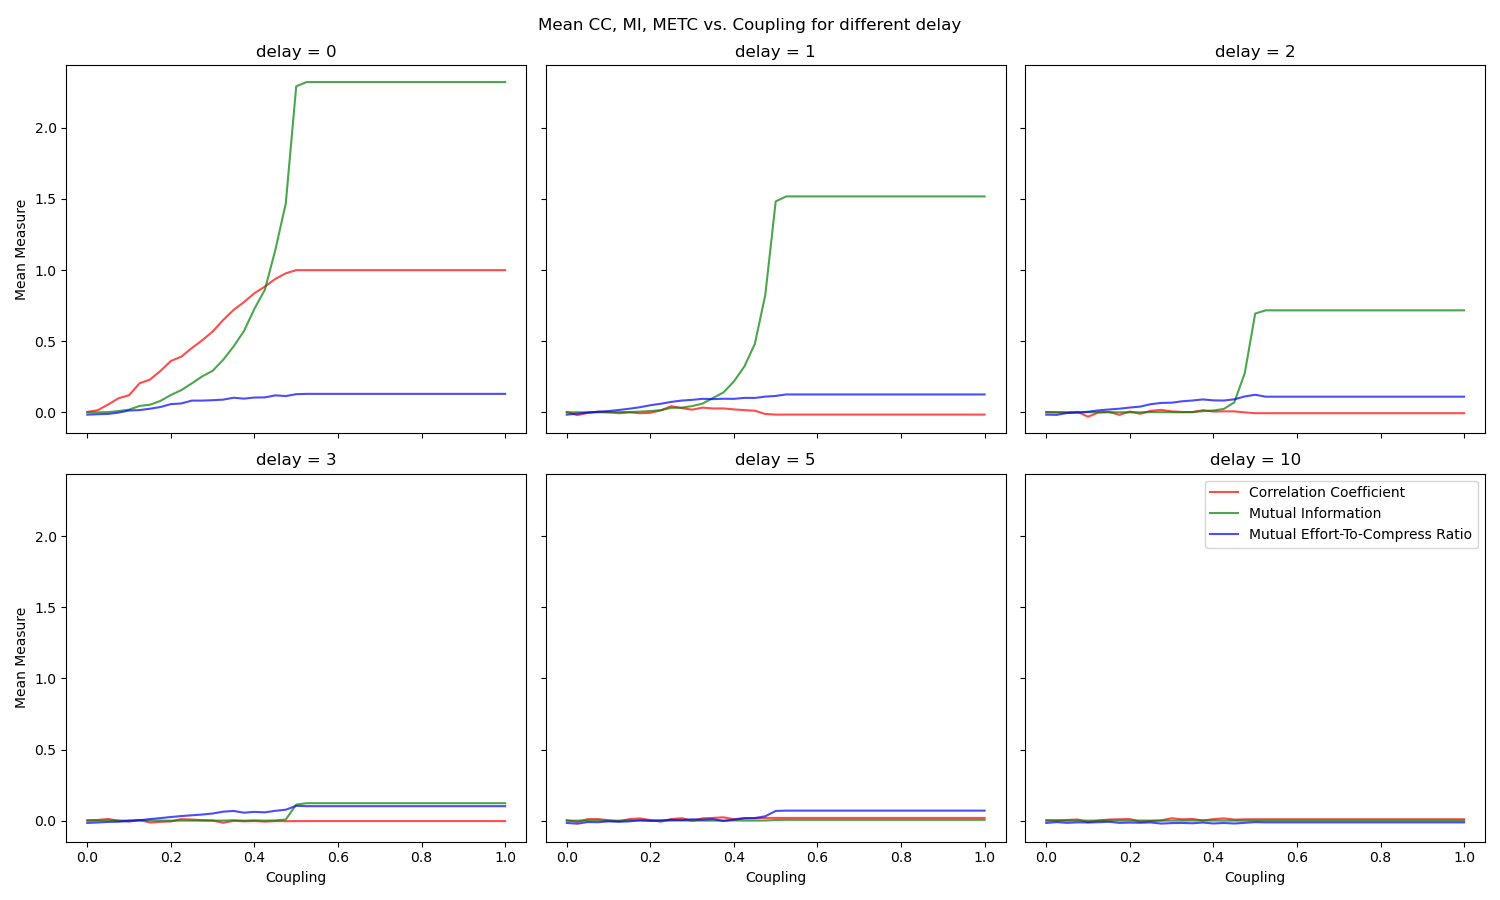 Mean CC, MI, METC vs. Coupling for different delay
delay = 0
delay = 1
delay = 2
Mean Measure
2.0
1.5
1.0
0.5
0.0
delay = 3
delay = 5
delay = 10
Correlation Coefficient
Mutual Information
Mutual Effort-To-Compress Ratio
Mean Measure
2.0
1.5
1.0
0.5
0.0
0.0 0.2 0.4 0.6 0.8 1.0
0.0 0.2 0.4 0.6 0.8 1.0
0.0 0.2 0.4 0.6 0.8 1.0
Coupling
Coupling
Coupling